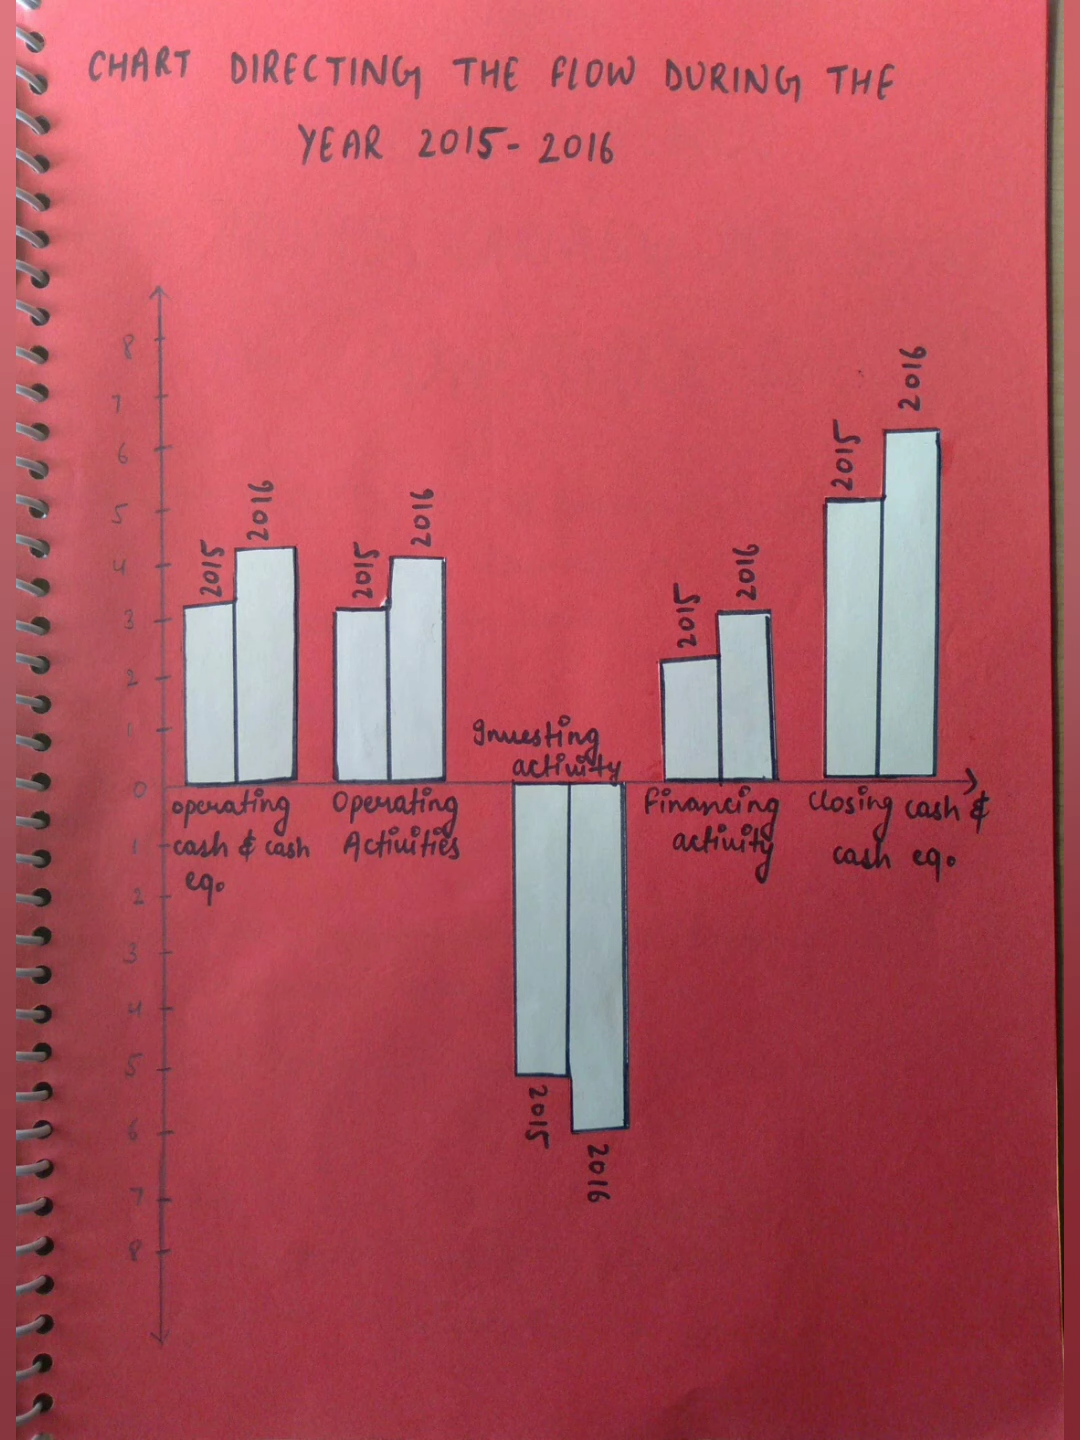 CHART DIRECTING THE FLOW DURING THE
YEAR 2015-2016
8
7
6
5
4
3
2
1
0
1
2
3
4
5
6
7
8
2015
2016
operating
cash & cash
eq.
2015
2016
Operating
Activities
Investing
activity
2015
2016
2015
2016
Financing
activity
2015
2016
Closing cash &
cash eq.